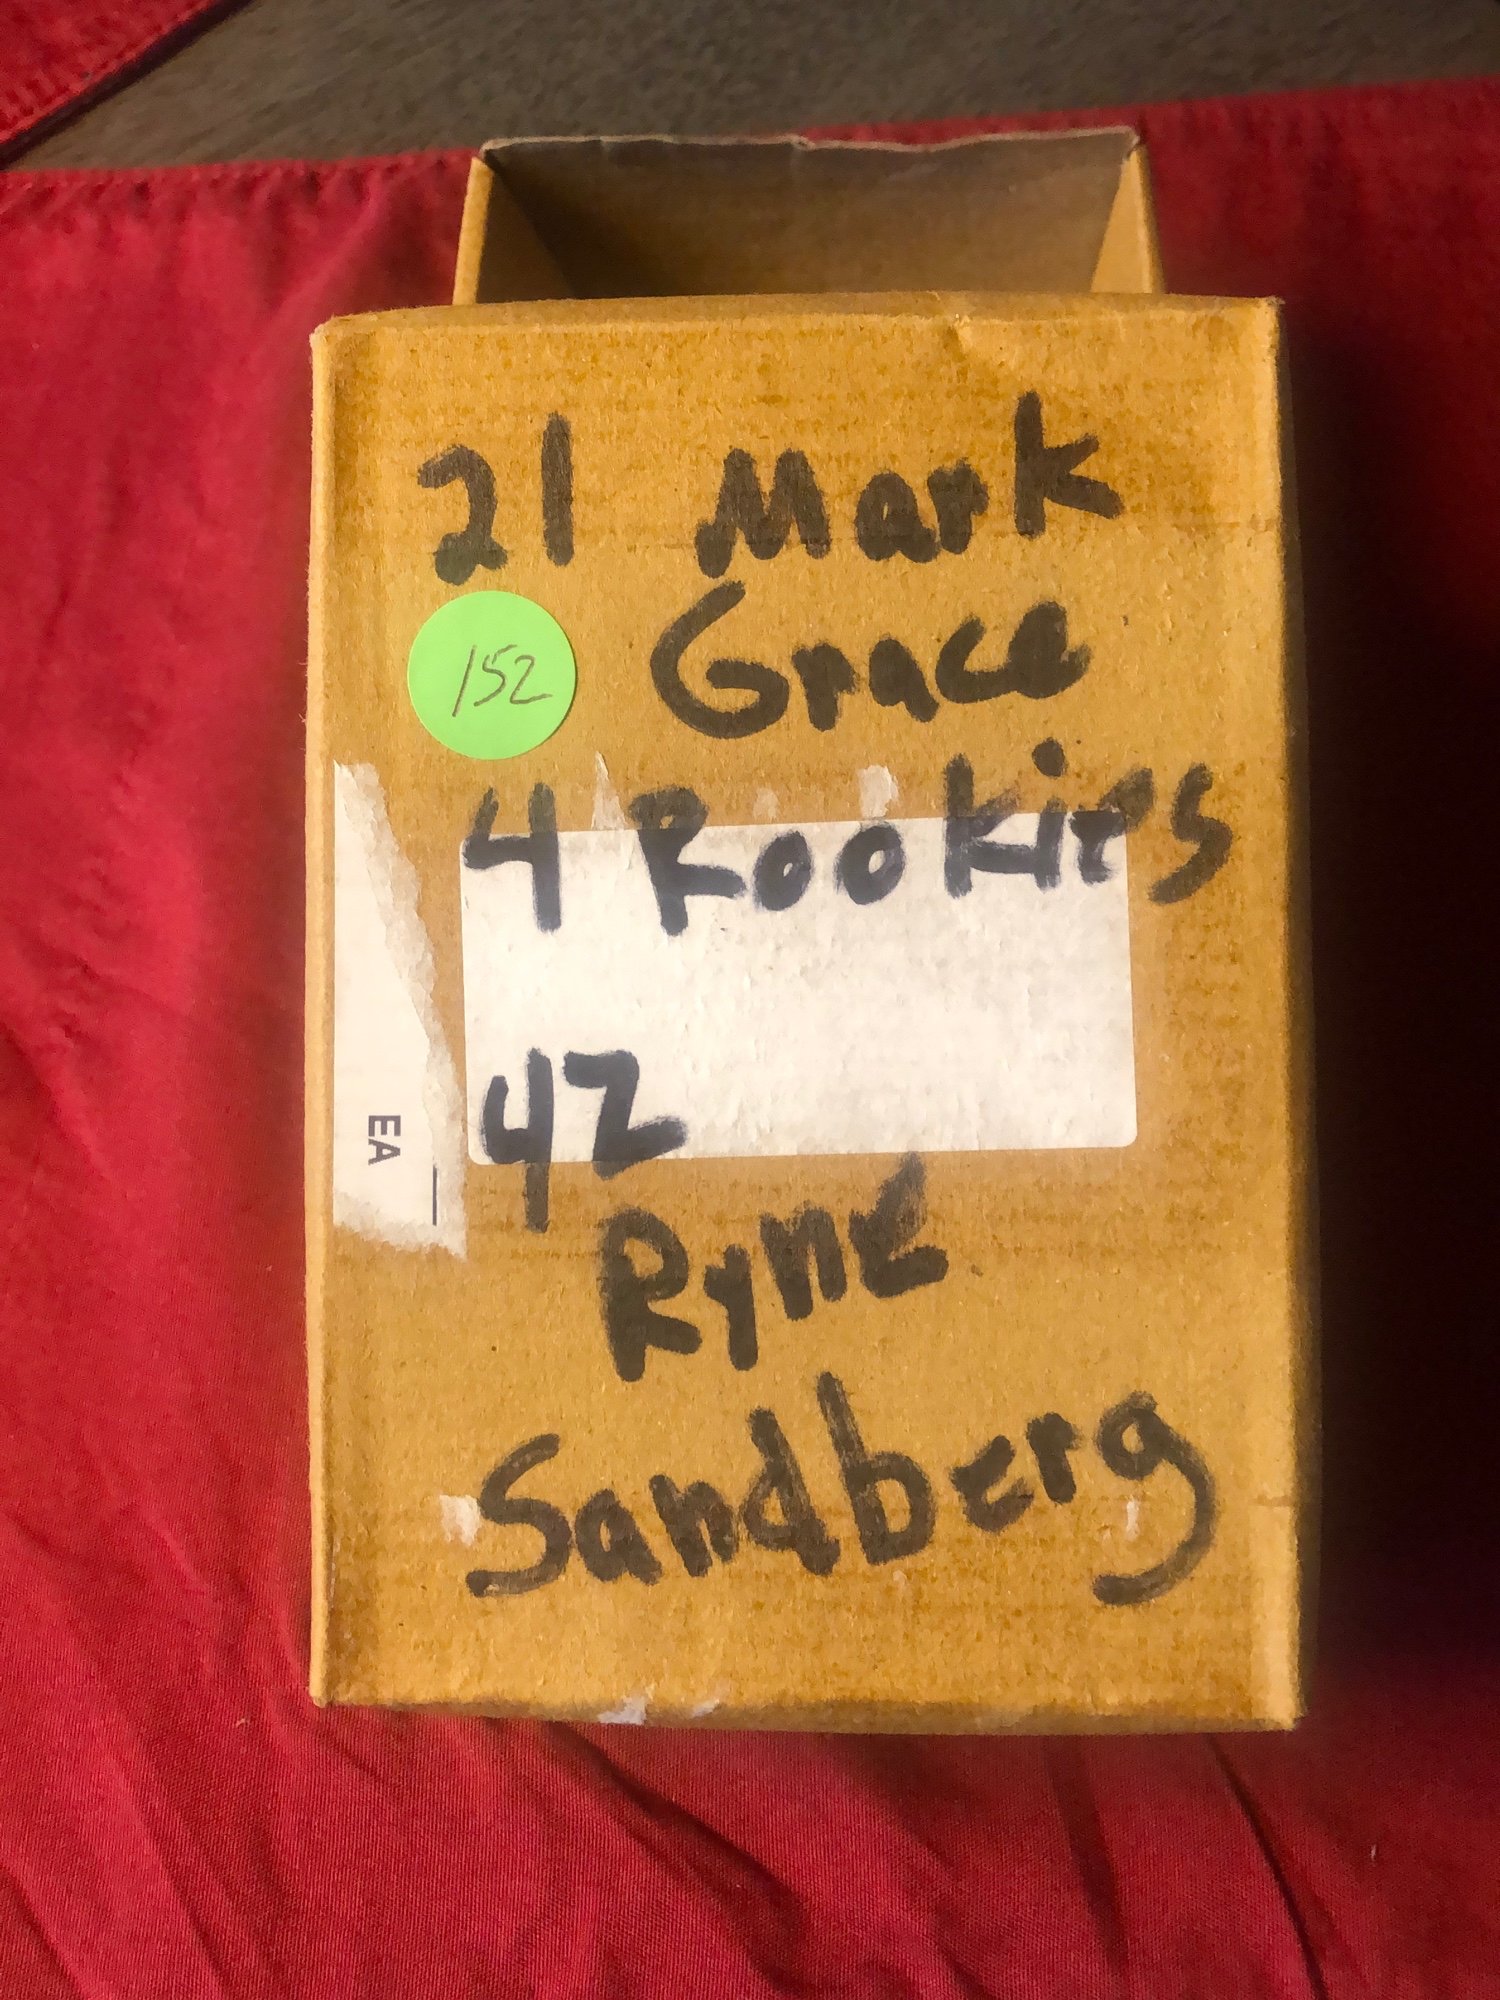 21 Mark
Grace
152
4 Rookies
42
Ryne
Sandberg
EA